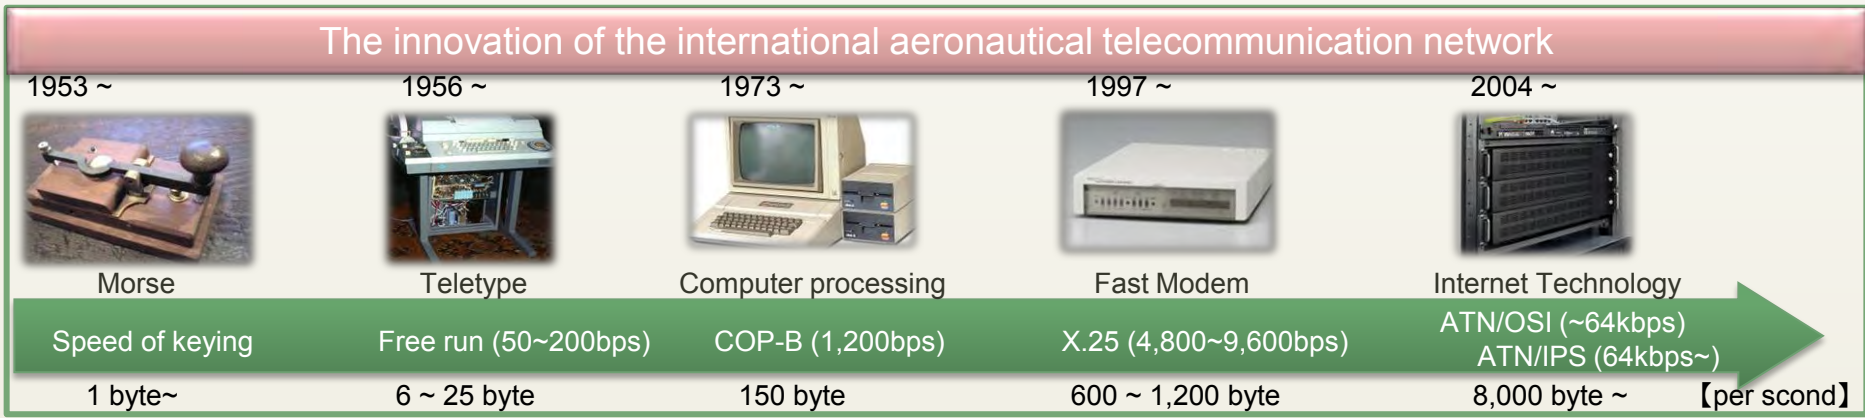 The innovation of the international aeronautical telecommunication network
1953 ~
1956 ~
1973 ~
1997 ~
2004 ~
Morse
Teletype
Computer processing
Fast Modem
Internet Technology
Speed of keying
Free run (50~200bps)
COP-B (1,200bps)
X.25 (4,800~9,600bps)
ATN/OSI (~64kbps)
ATN/IPS (64kbps~)
1 byte~
6 ~ 25 byte
150 byte
600 ~ 1,200 byte
8,000 byte ~
【per scond】